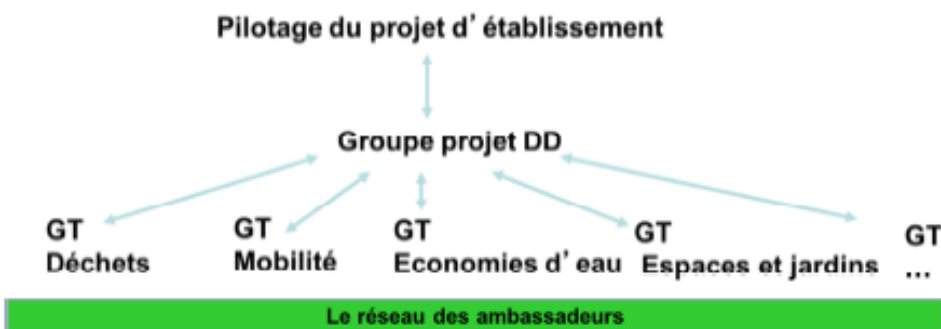 Pilotage du projet d’établissement
Groupe projet DD
GT
Déchets
GT
Mobilité
GT
Economies d’eau
GT
Espaces et jardins
GT
...
Le réseau des ambassadeurs